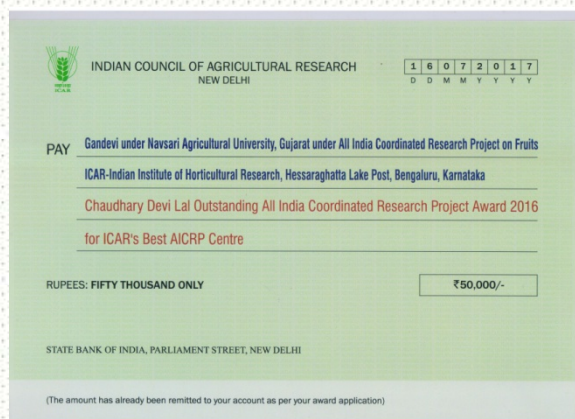 INDIAN COUNCIL OF AGRICULTURAL RESEARCH
NEW DELHI
1 6 0 7 2 0 1 7
D D M M Y Y Y Y
ICAR
PAY Gandevi under Navsari Agricultural University, Gujarat under All India Coordinated Research Project on Fruits
ICAR-Indian Institute of Horticultural Research, Hessaraghatta Lake Post, Bengaluru, Karnataka
Chaudhary Devi Lal Outstanding All India Coordinated Research Project Award 2016
for ICAR's Best AICRP Centre
RUPEES: FIFTY THOUSAND ONLY ₹50,000/-
STATE BANK OF INDIA, PARLIAMENT STREET, NEW DELHI
(The amount has already been remitted to your account as per your award application)